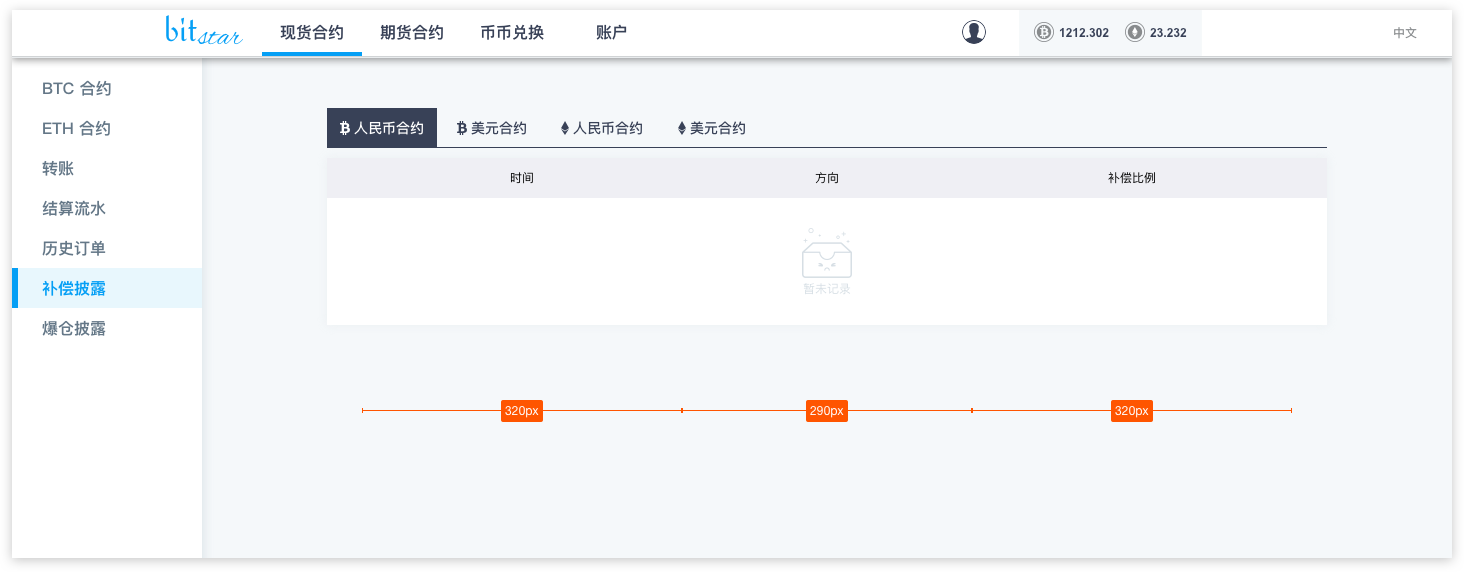 bitstar 现货合约 期货合约 币币兑换 账户 1212.302 23.232 中文
BTC 合约
ETH 合约
转账
结算流水
历史订单
补偿披露
爆仓披露
人民币合约 美元合约 人民币合约 美元合约
时间 方向 补偿比例
暂未记录
320px 290px 320px